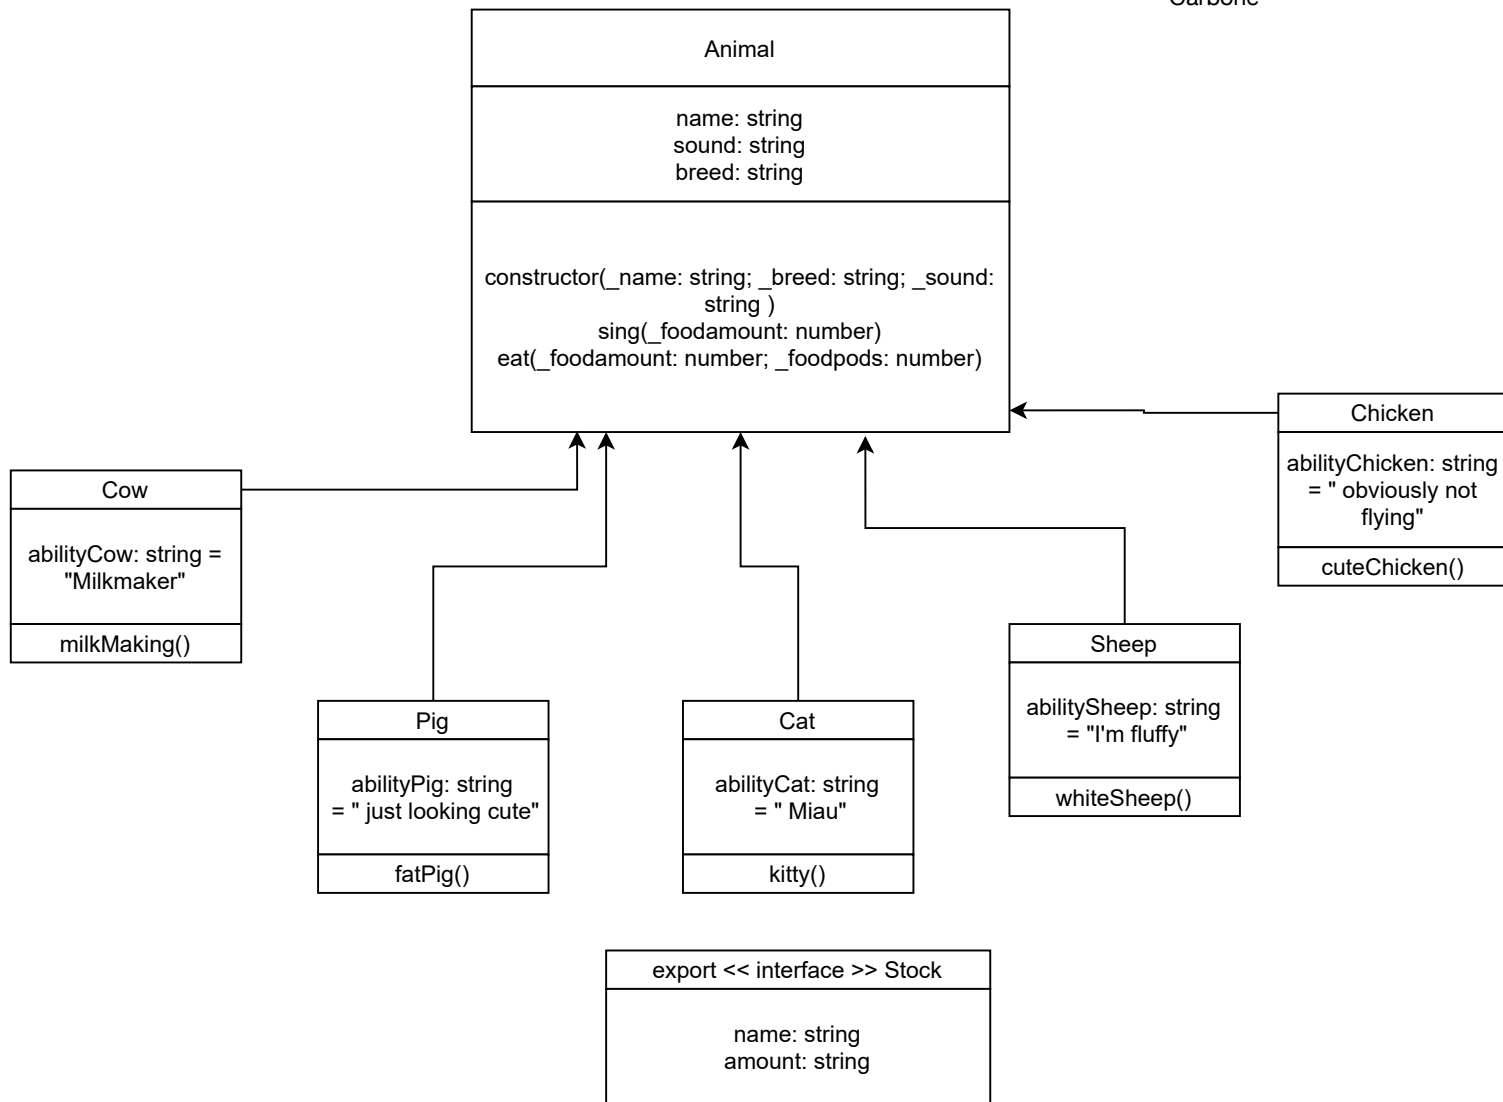 Carbone
Animal
name: string
sound: string
breed: string
constructor(_name: string; _breed: string; _sound:
string )
sing(_foodamount: number)
eat(_foodamount: number; _foodpods: number)
Chicken
abilityChicken: string
= " obviously not
flying"
cuteChicken()
Cow
abilityCow: string =
"Milkmaker"
milkMaking()
Sheep
abilitySheep: string
= "I'm fluffy"
whiteSheep()
Pig
abilityPig: string
= " just looking cute"
fatPig()
Cat
abilityCat: string
= " Miau"
kitty()
export << interface >> Stock
name: string
amount: string